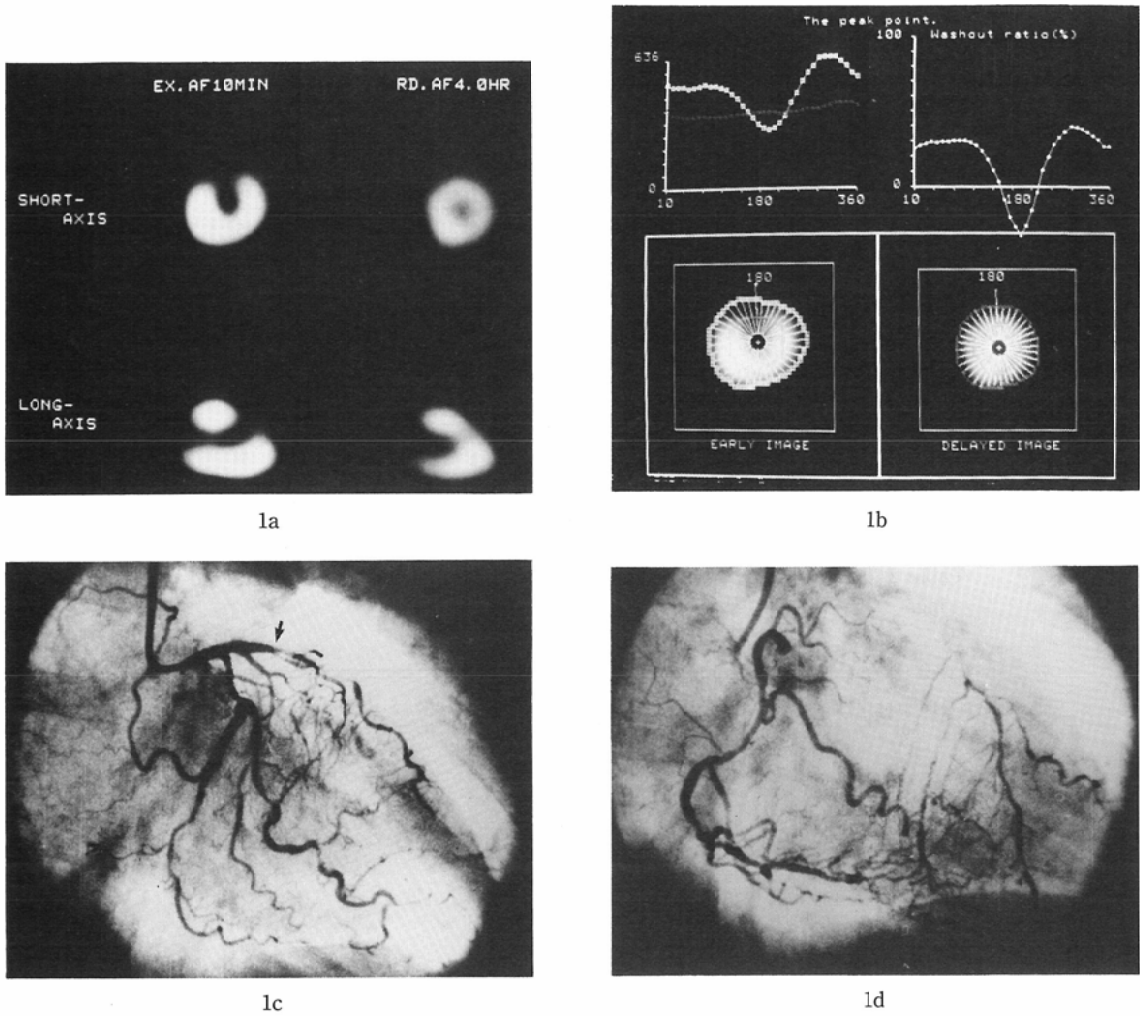 EX.AF10MIN RD.AF4.0HR
SHORT-
AXIS
LONG-
AXIS
1a
The peak point.
636
0
10 180 360
100 Washout ratio(%)
0
10 180 360
180
EARLY IMAGE
180
DELAYED IMAGE
1b
1c
1d